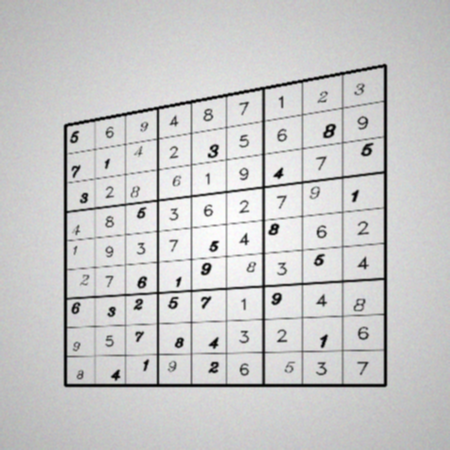 5 6 9 4 8 7 1 2 3
7 1 4 2 3 5 6 8 9
3 2 8 6 1 9 4 7 5
4 8 5 3 6 2 7 9 1
1 9 3 7 5 4 8 6 2
2 7 6 1 9 8 3 5 4
6 3 2 5 7 1 9 4 8
9 5 7 8 4 3 2 1 6
8 4 1 9 2 6 5 3 7